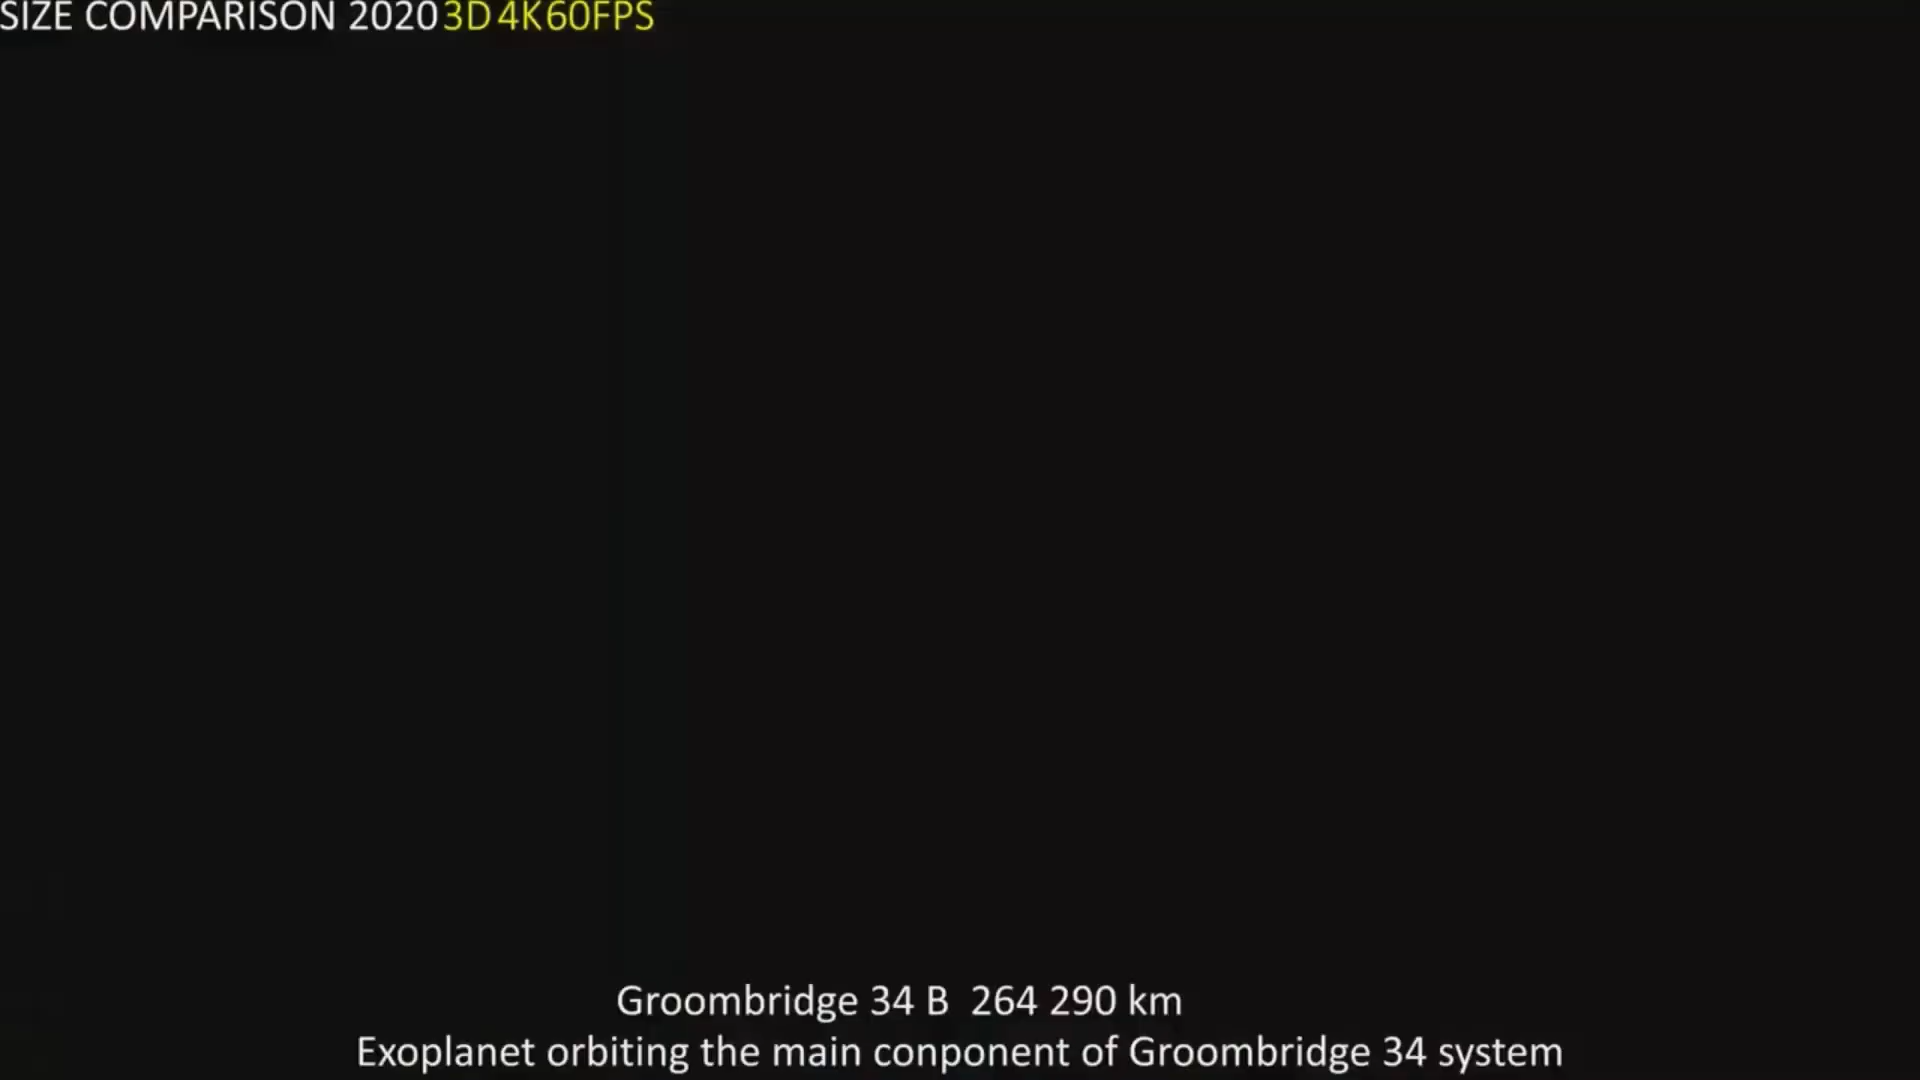 SIZE COMPARISON 2020 3D 4K60FPS
Groombridge 34 B 264 290 km
Exoplanet orbiting the main conponent of Groombridge 34 system